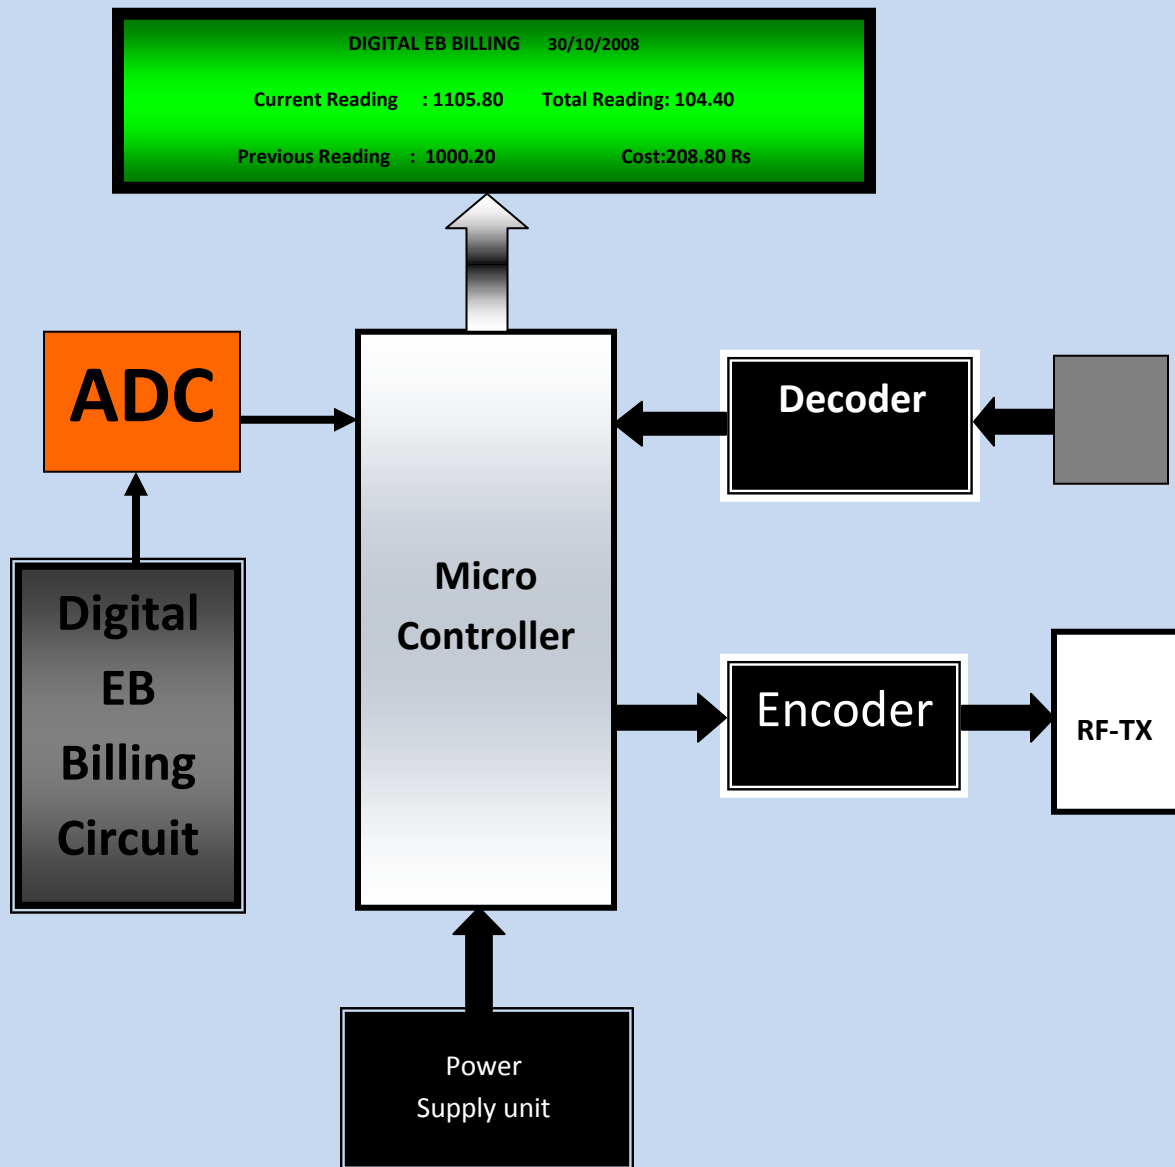 DIGITAL EB BILLING 30/10/2008
Current Reading : 1105.80 Total Reading: 104.40
Previous Reading : 1000.20 Cost:208.80 Rs
ADC
Decoder
Digital
EB
Billing
Circuit
Micro
Controller
Encoder
RF-TX
Power
Supply unit